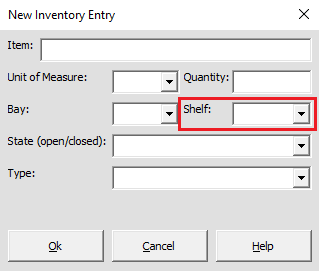 New Inventory Entry
Item:
Unit of Measure: Quantity:
Bay: Shelf:
State (open/closed):
Type:
Ok Cancel Help